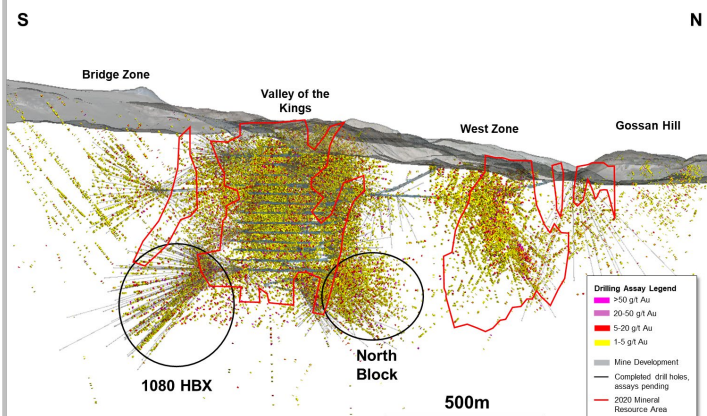 S
N
Bridge Zone
Valley of the
Kings
West Zone
Gossan Hill
1080 HBX
North
Block
500m
Drilling Assay Legend
>50 g/t Au
20-50 g/t Au
5-20 g/t Au
1-5 g/t Au
Mine Development
Completed drill holes,
assays pending
2020 Mineral
Resource Area